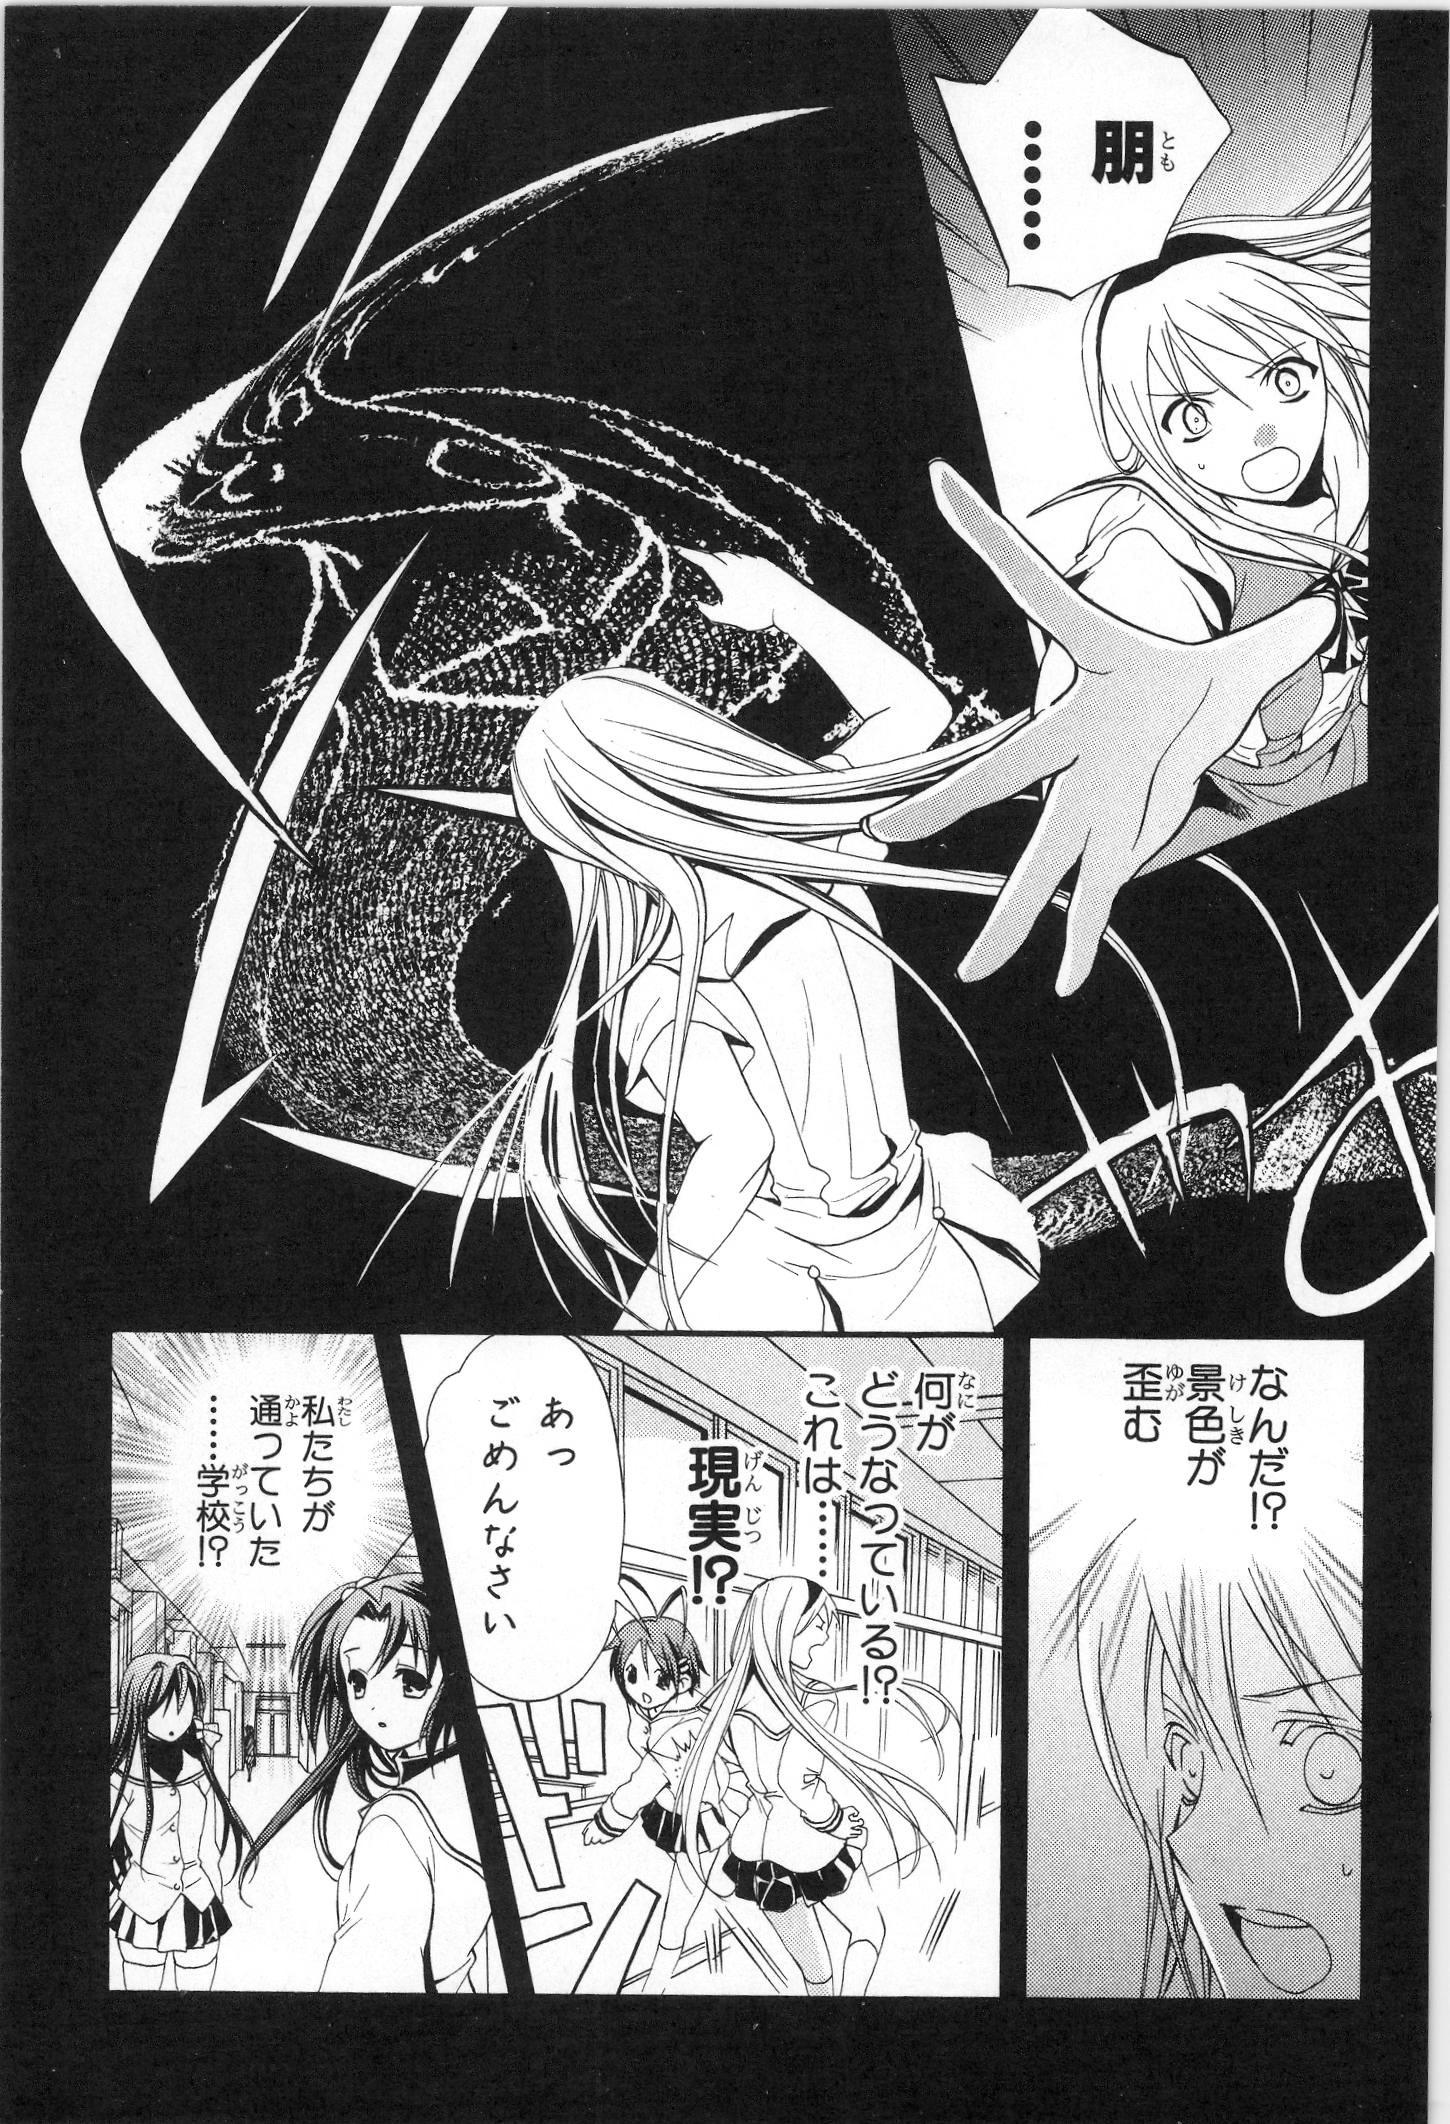 朋
……
なんだ!?
景色が
歪む
何が
どうなっている!?
これは……
現実!?
あっ
ごめんなさい
ドン
私たちが
通っていた
……学校!?